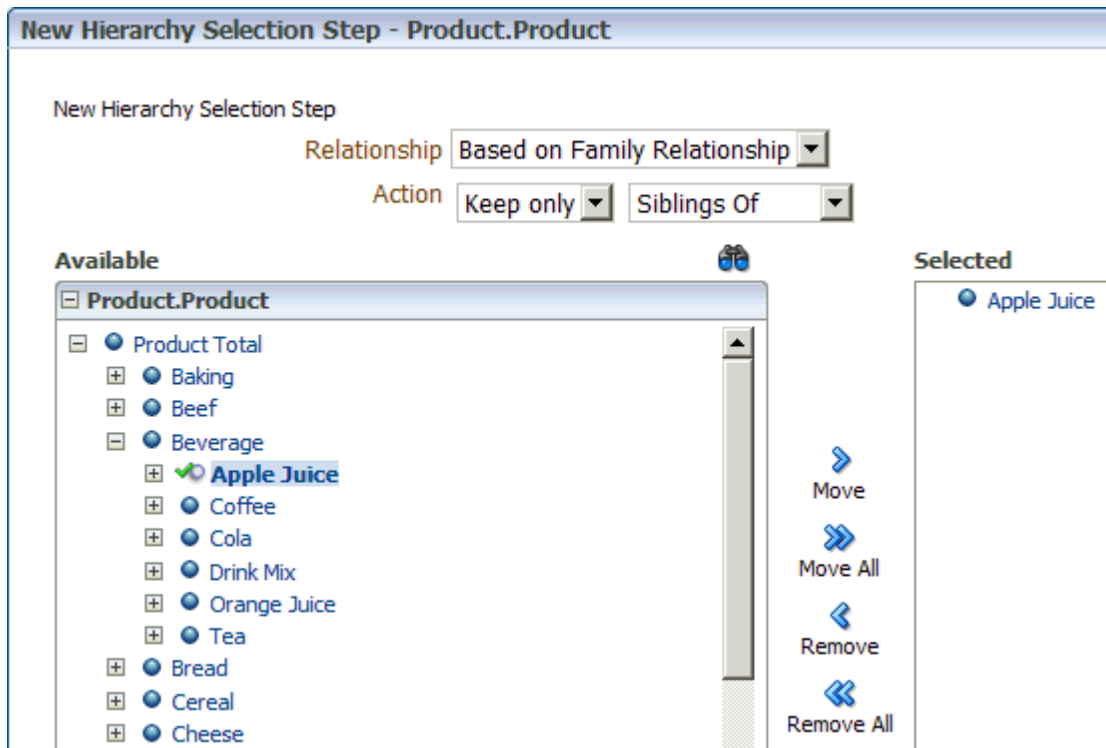 New Hierarchy Selection Step - Product.Product
New Hierarchy Selection Step
Relationship Based on Family Relationship
Action Keep only Siblings Of
Available
Product.Product
Product Total
Baking
Beef
Beverage
Apple Juice
Coffee
Cola
Drink Mix
Orange Juice
Tea
Bread
Cereal
Cheese
Move
Move All
Remove
Remove All
Selected
Apple Juice